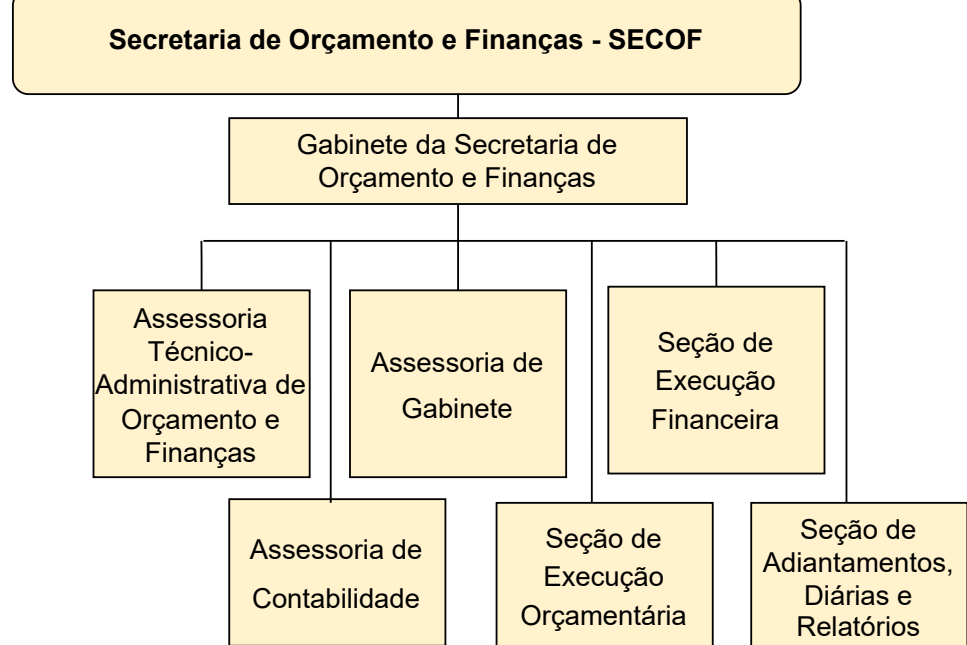 Secretaria de Orçamento e Finanças - SECOF
Gabinete da Secretaria de
Orçamento e Finanças
Assessoria
Técnico-
Administrativa de
Orçamento e
Finanças
Assessoria de
Gabinete
Seção de
Execução
Financeira
Assessoria de
Contabilidade
Seção de
Execução
Orçamentária
Seção de
Adiantamentos,
Diárias e
Relatórios